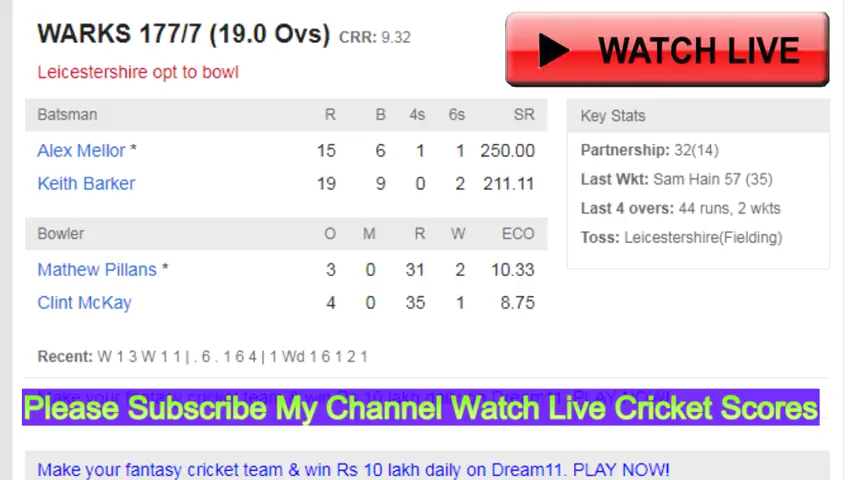 WARKS 177/7 (19.0 Ovs) CRR: 9.32
WATCH LIVE
Leicestershire opt to bowl
Batsman R B 4s 6s SR
Alex Mellor * 15 6 1 1 250.00
Keith Barker 19 9 0 2 211.11
Bowler O M R W ECO
Mathew Pillans * 3 0 31 2 10.33
Clint McKay 4 0 35 1 8.75
Key Stats
Partnership: 32(14)
Last Wkt: Sam Hain 57 (35)
Last 4 overs: 44 runs, 2 wkts
Toss: Leicestershire(Fielding)
Recent: W 1 3 W 1 1 | . 6 . 1 6 4 | 1 Wd 1 6 1 2 1
Please Subscribe My Channel Watch Live Cricket Scores
Make your fantasy cricket team & win Rs 10 lakh daily on Dream11. PLAY NOW!